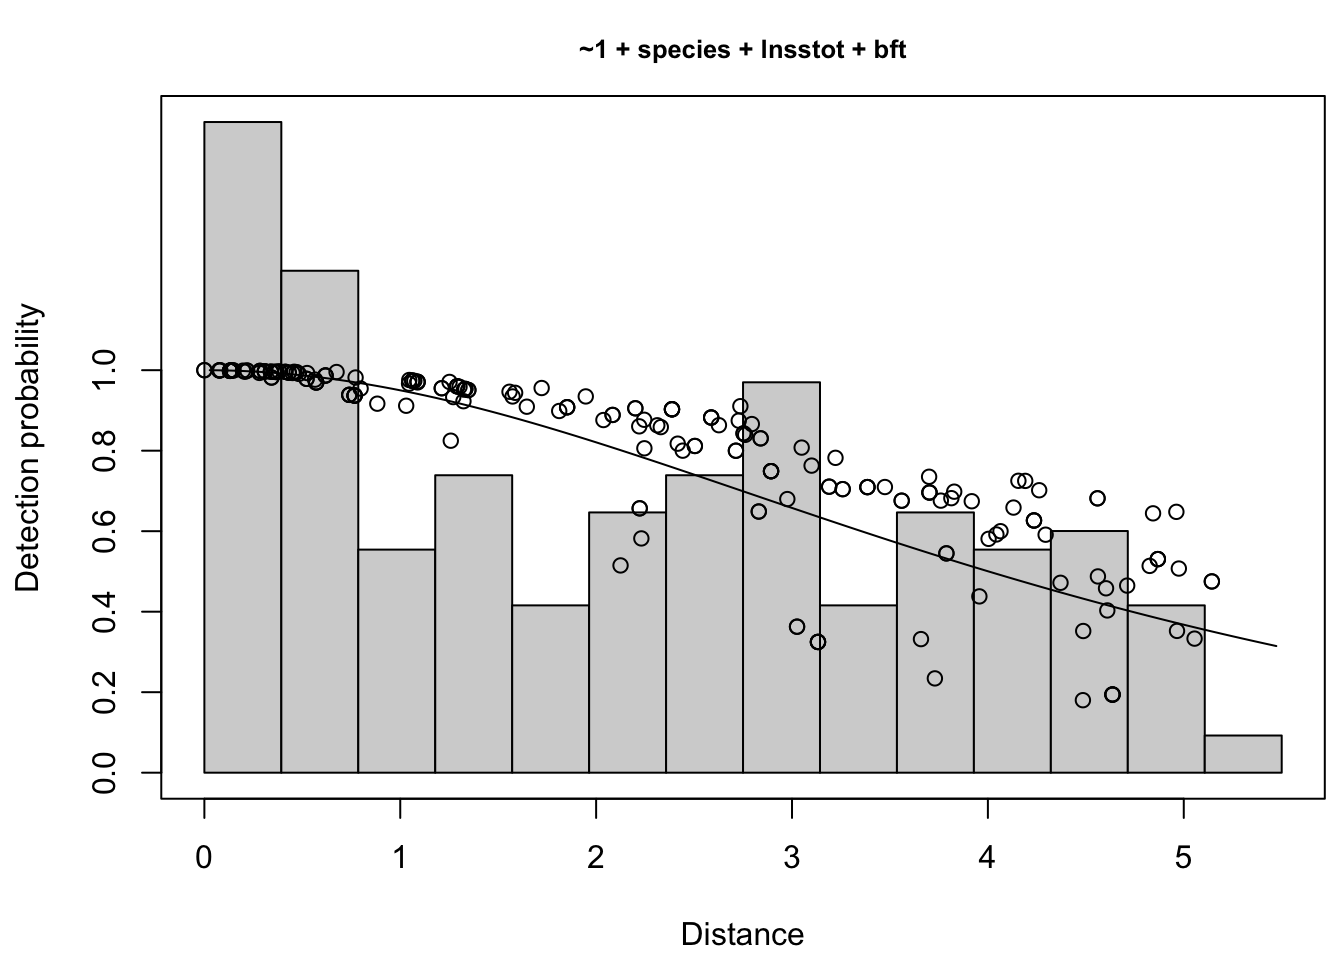 ~1 + species + lnsstot + bft
Detection probability
1.0
0.8
0.6
0.4
0.2
0.0
0 1 2 3 4 5
Distance